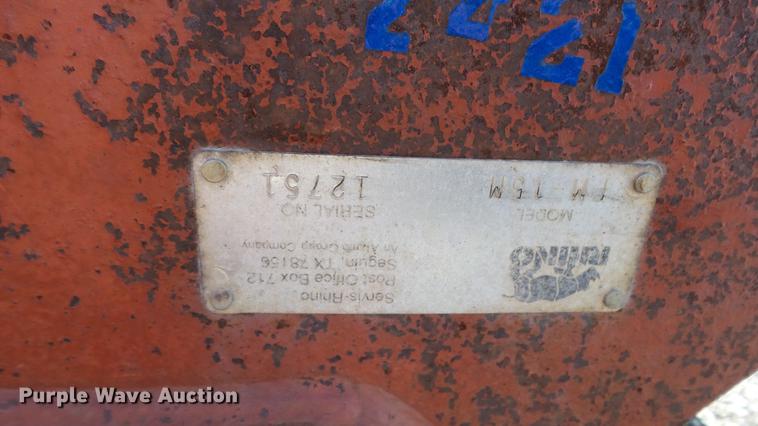 rhino
Servis-Rhino
Post Office Box 712
Seguin, TX 78156
An Alamo Group Company
MODEL
SERIAL NO
FM-15M
12751
Purple Wave Auction